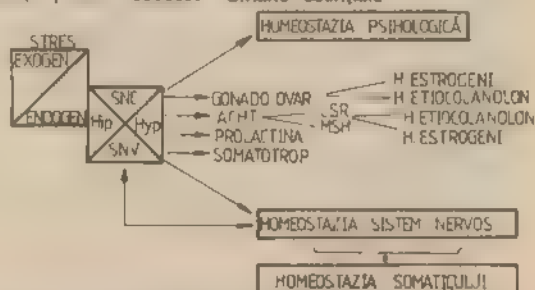 HOMEOSTAZIA PSIHOLOGICĂ
STRES
EXOGEN
ENDOGEN
SNC
Hip
Hyp
SNV
GONADO OVAR
ACHT
PROLACTINA
SOMATOTROP
MSH
H ESTROGENI
H ETIOCOLANOLON
H ETIOCOLANOLON
H. ESTROGENI
HOMEOSTAZIA SISTEM NERVOS
HOMEOSTAZIA SOMATICULUI